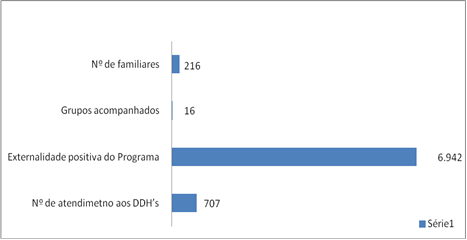 Nº de familiares 216
Grupos acompanhados 16
Externalidade positiva do Programa 6.942
Nº de atendimetno aos DDH's 707
Série1